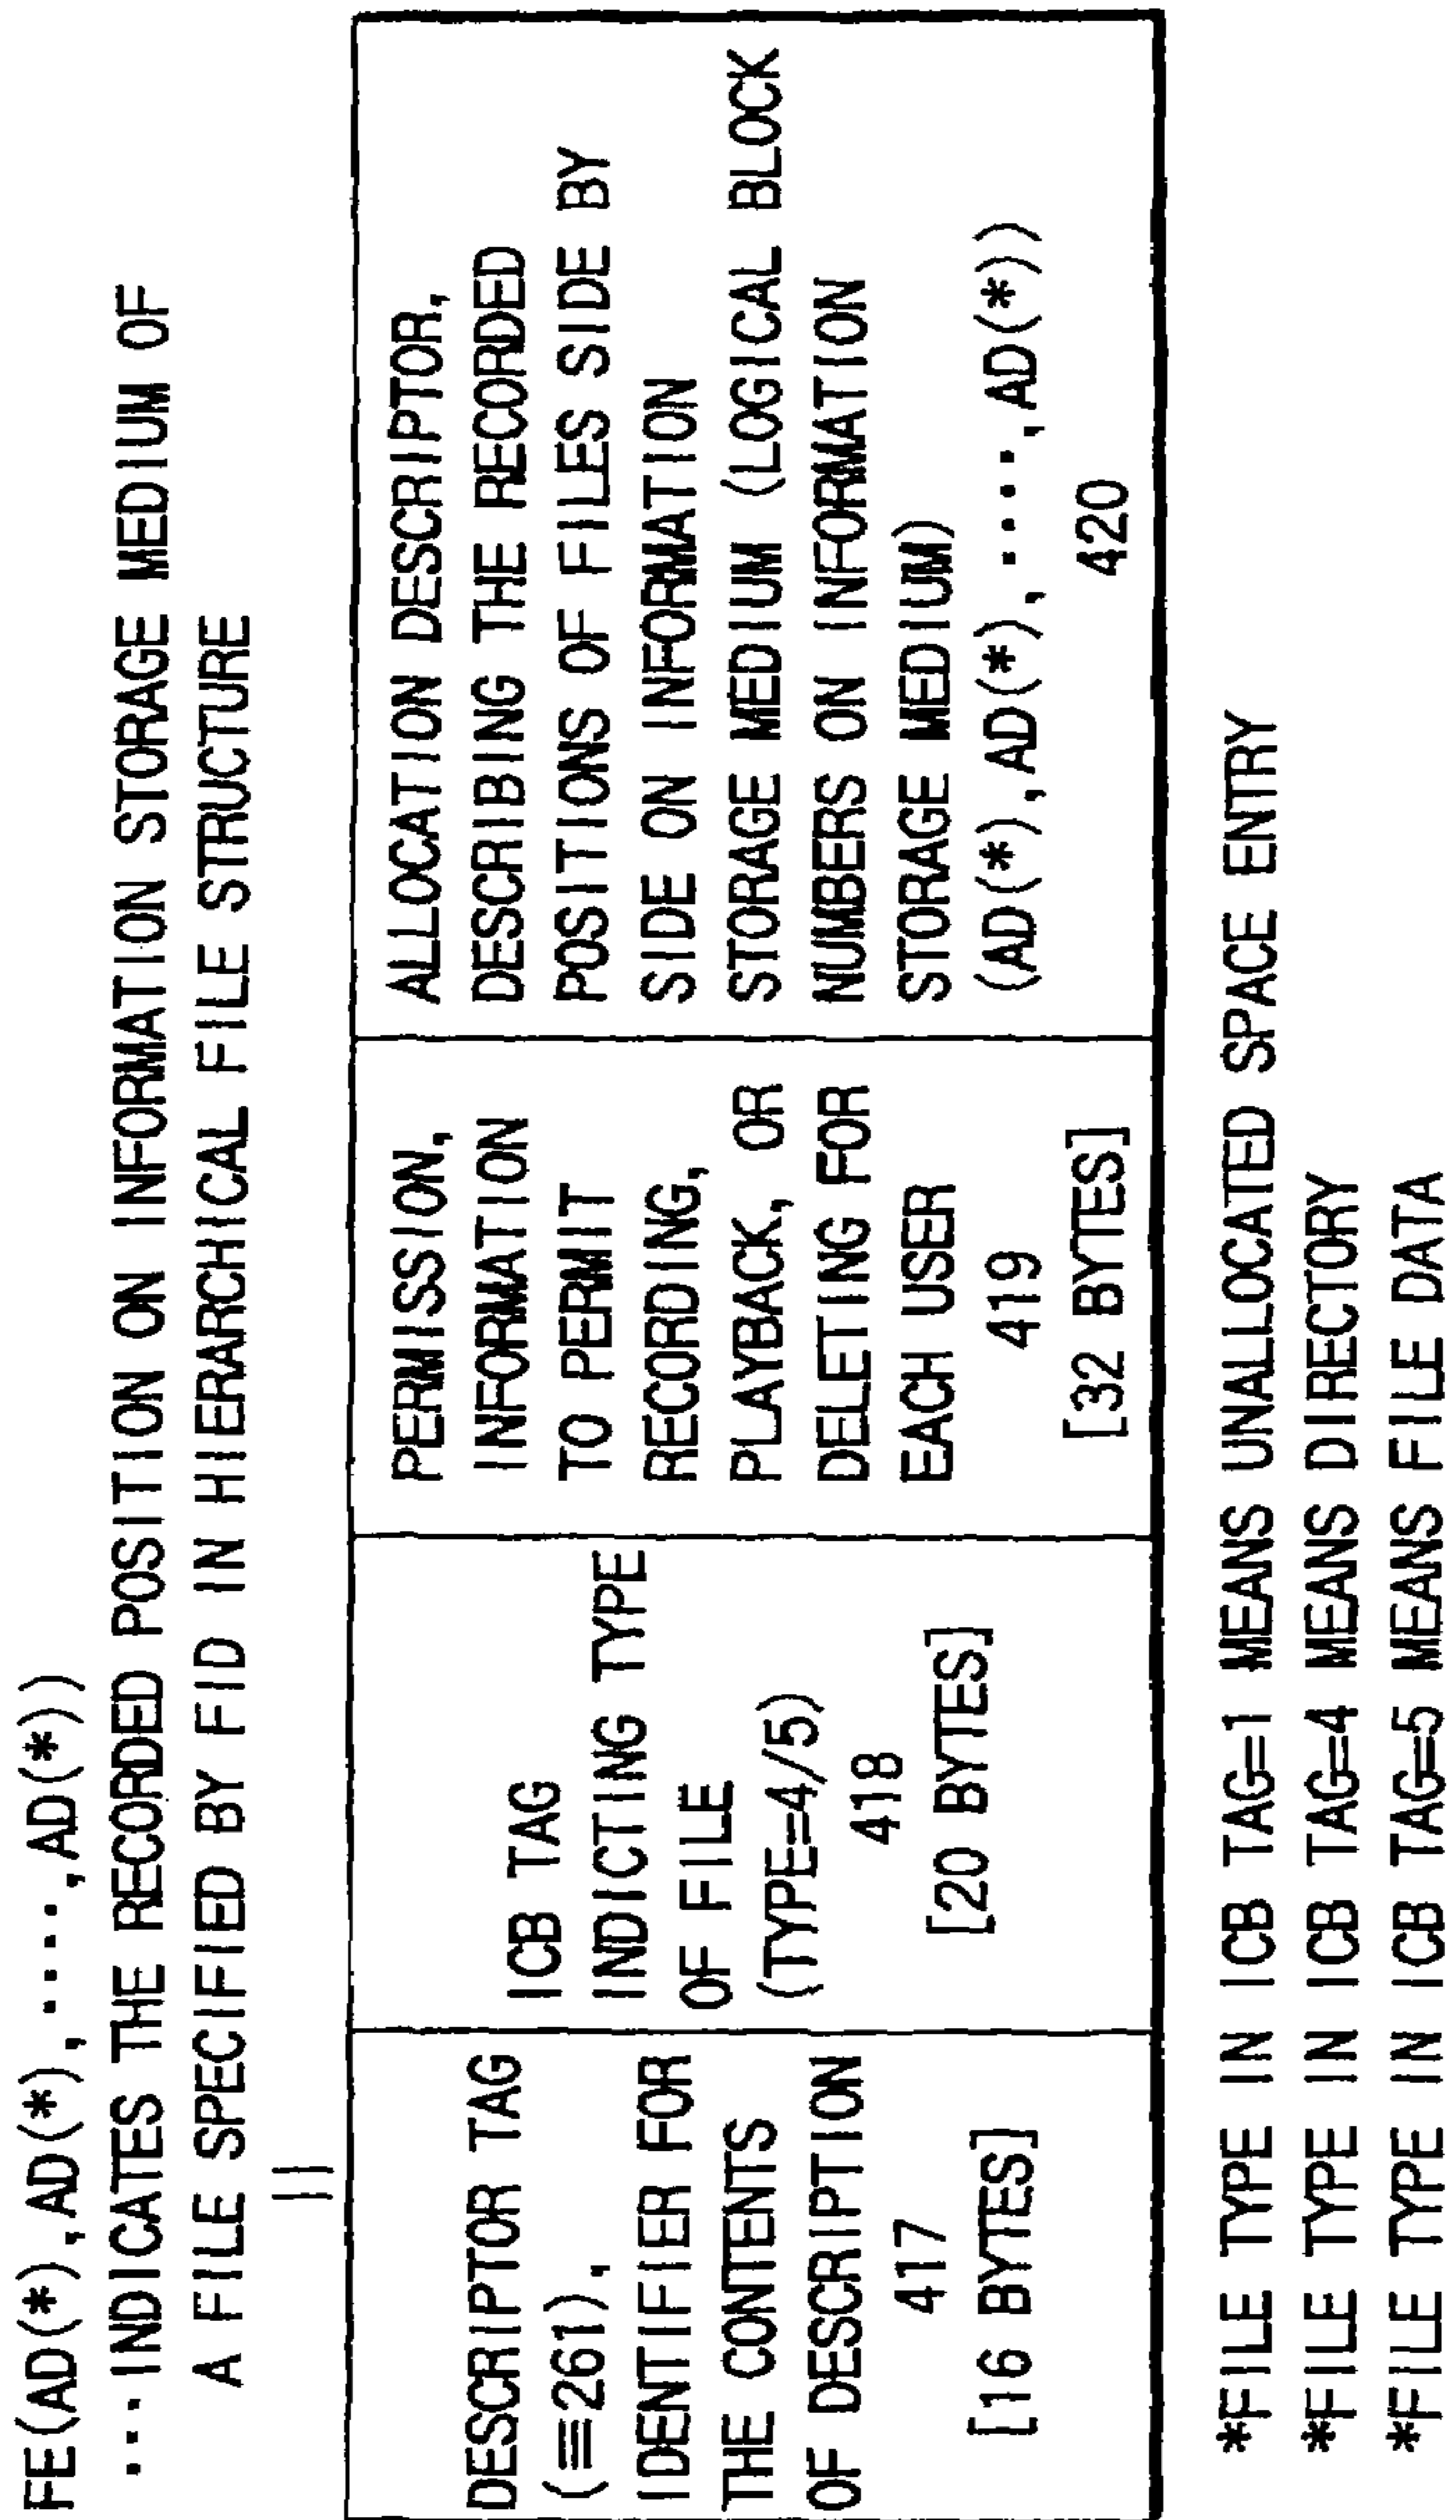 FE(AD(*),AD(*),····,AD(*))
···INDICATES THE RECORDED POSITION ON INFORMATION STORAGE MEDIUM OF
A FILE SPECIFIED BY FID IN HIERARCHICAL FILE STRUCTURE
||
DESCRIPTOR TAG
(≡261),
IDENTIFIER FOR
THE CONTENTS
OF DESCRIPTION
417
[16 BYTES]
ICB TAG
INDICTING TYPE
OF FILE
(TYPE=4/5)
418
[20 BYTES]
PERMISSION,
INFORMATION
TO PERMIT
RECORDING,
PLAYBACK, OR
DELETING FOR
EACH USER
419
[32 BYTES]
ALLOCATION DESCRIPTOR,
DESCRIBING THE RECORDED
POSITIONS OF FILES SIDE BY
SIDE ON INFORMATION
STORAGE MEDIUM (LOGICAL BLOCK
NUMBERS ON INFORMATION
STORAGE MEDIUM)
(AD(*),AD(*),····,AD(*))
420
*FILE TYPE IN ICB TAG=1 MEANS UNALLOCATED SPACE ENTRY
*FILE TYPE IN ICB TAG=4 MEANS DIRECTORY
*FILE TYPE IN ICB TAG=5 MEANS FILE DATA